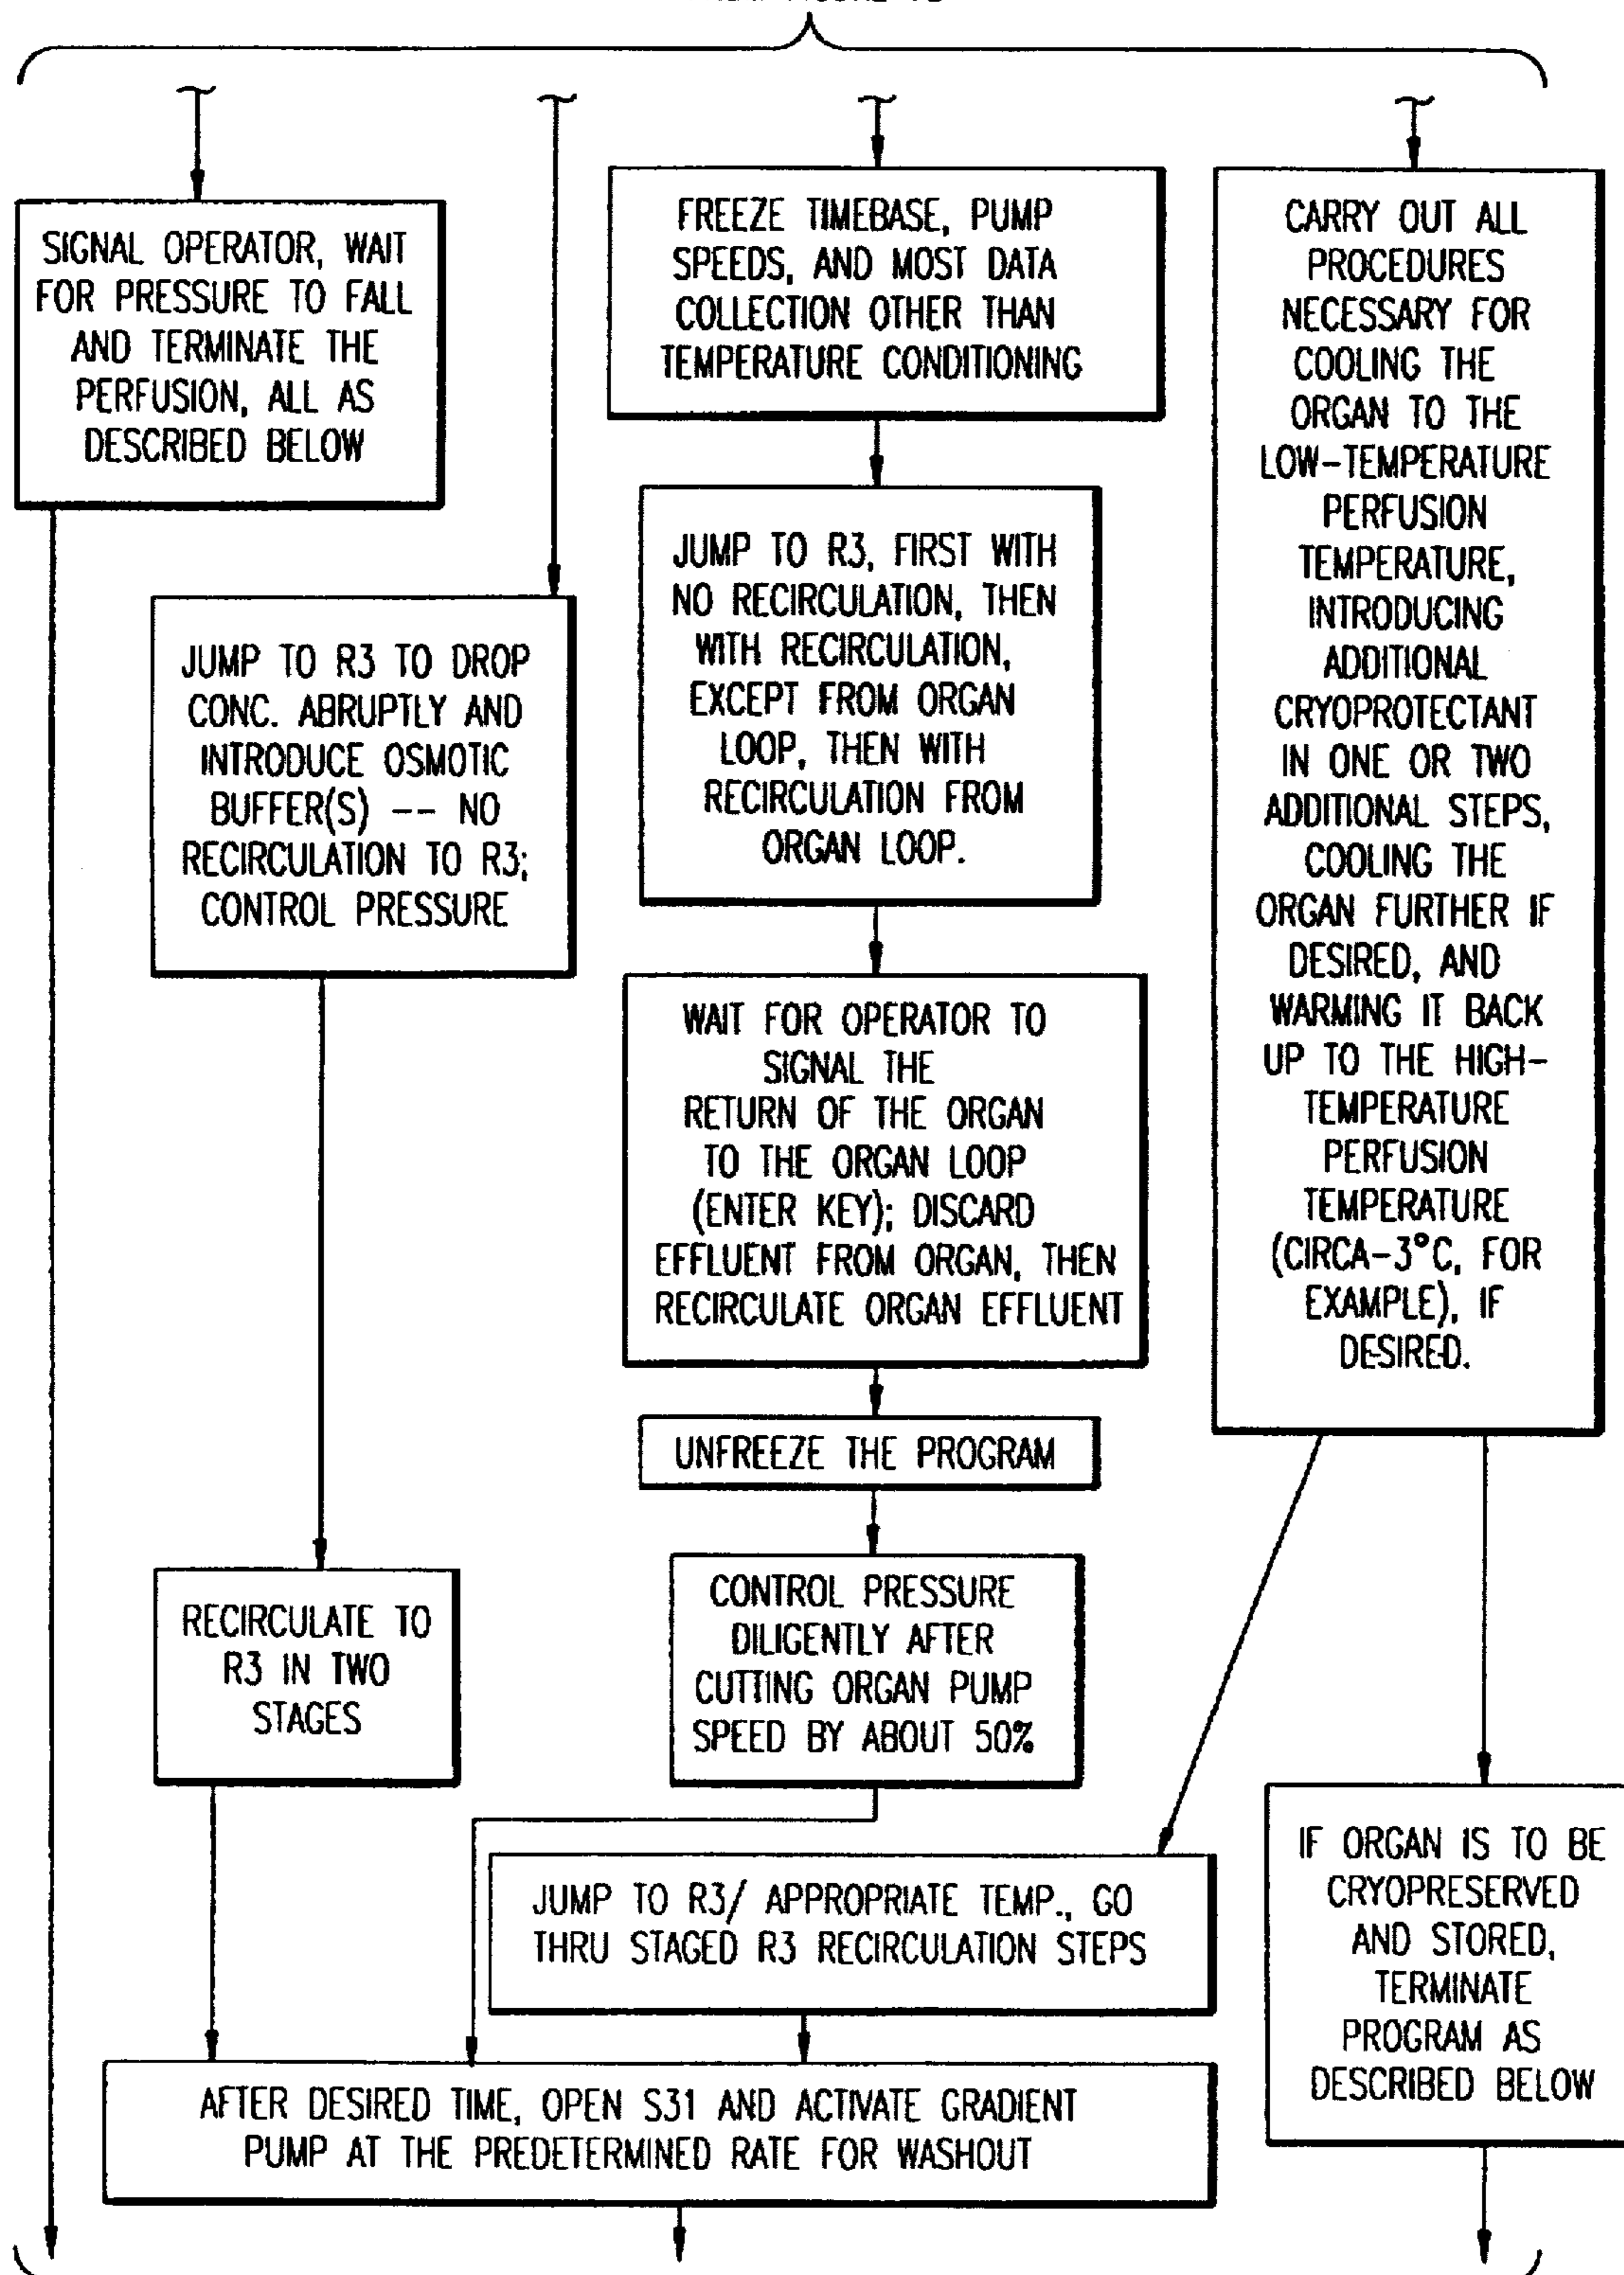 SIGNAL OPERATOR, WAIT
FOR PRESSURE TO FALL
AND TERMINATE THE
PERFUSION, ALL AS
DESCRIBED BELOW
JUMP TO R3 TO DROP
CONC. ABRUPTLY AND
INTRODUCE OSMOTIC
BUFFER(S) -- NO
RECIRCULATION TO R3;
CONTROL PRESSURE
RECIRCULATE TO
R3 IN TWO
STAGES
FREEZE TIMEBASE, PUMP
SPEEDS, AND MOST DATA
COLLECTION OTHER THAN
TEMPERATURE CONDITIONING
JUMP TO R3, FIRST WITH
NO RECIRCULATION, THEN
WITH RECIRCULATION,
EXCEPT FROM ORGAN
LOOP, THEN WITH
RECIRCULATION FROM
ORGAN LOOP.
WAIT FOR OPERATOR TO
SIGNAL THE
RETURN OF THE ORGAN
TO THE ORGAN LOOP
(ENTER KEY); DISCARD
EFFLUENT FROM ORGAN, THEN
RECIRCULATE ORGAN EFFLUENT
UNFREEZE THE PROGRAM
CONTROL PRESSURE
DILIGENTLY AFTER
CUTTING ORGAN PUMP
SPEED BY ABOUT 50%
CARRY OUT ALL
PROCEDURES
NECESSARY FOR
COOLING THE
ORGAN TO THE
LOW-TEMPERATURE
PERFUSION
TEMPERATURE,
INTRODUCING
ADDITIONAL
CRYOPROTECTANT
IN ONE OR TWO
ADDITIONAL STEPS,
COOLING THE
ORGAN FURTHER IF
DESIRED, AND
WARMING IT BACK
UP TO THE HIGH-
TEMPERATURE
PERFUSION
TEMPERATURE
(CIRCA-3°C, FOR
EXAMPLE), IF
DESIRED.
JUMP TO R3/ APPROPRIATE TEMP., GO
THRU STAGED R3 RECIRCULATION STEPS
IF ORGAN IS TO BE
CRYOPRESERVED
AND STORED,
TERMINATE
PROGRAM AS
DESCRIBED BELOW
AFTER DESIRED TIME, OPEN S31 AND ACTIVATE GRADIENT
PUMP AT THE PREDETERMINED RATE FOR WASHOUT